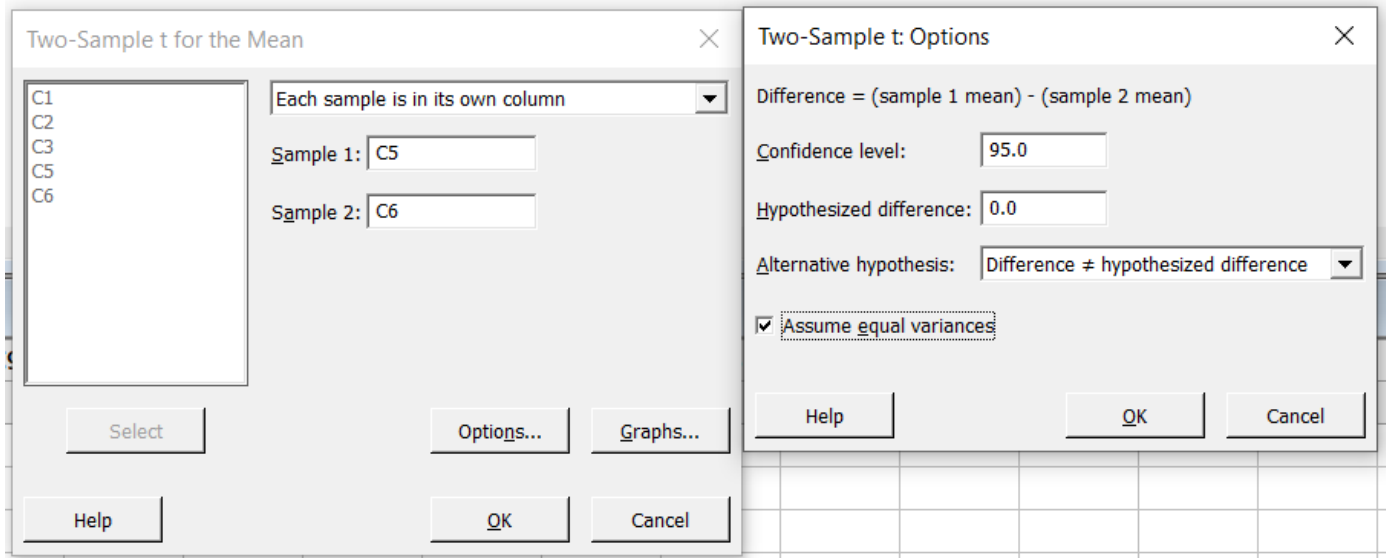 Two-Sample t for the Mean
C1
C2
C3
C5
C6
Each sample is in its own column
Sample 1: C5
Sample 2: C6
Select
Options...
Graphs...
Help
OK
Cancel
Two-Sample t: Options
Difference = (sample 1 mean) - (sample 2 mean)
Confidence level: 95.0
Hypothesized difference: 0.0
Alternative hypothesis: Difference ≠ hypothesized difference
Assume equal variances
Help
OK
Cancel